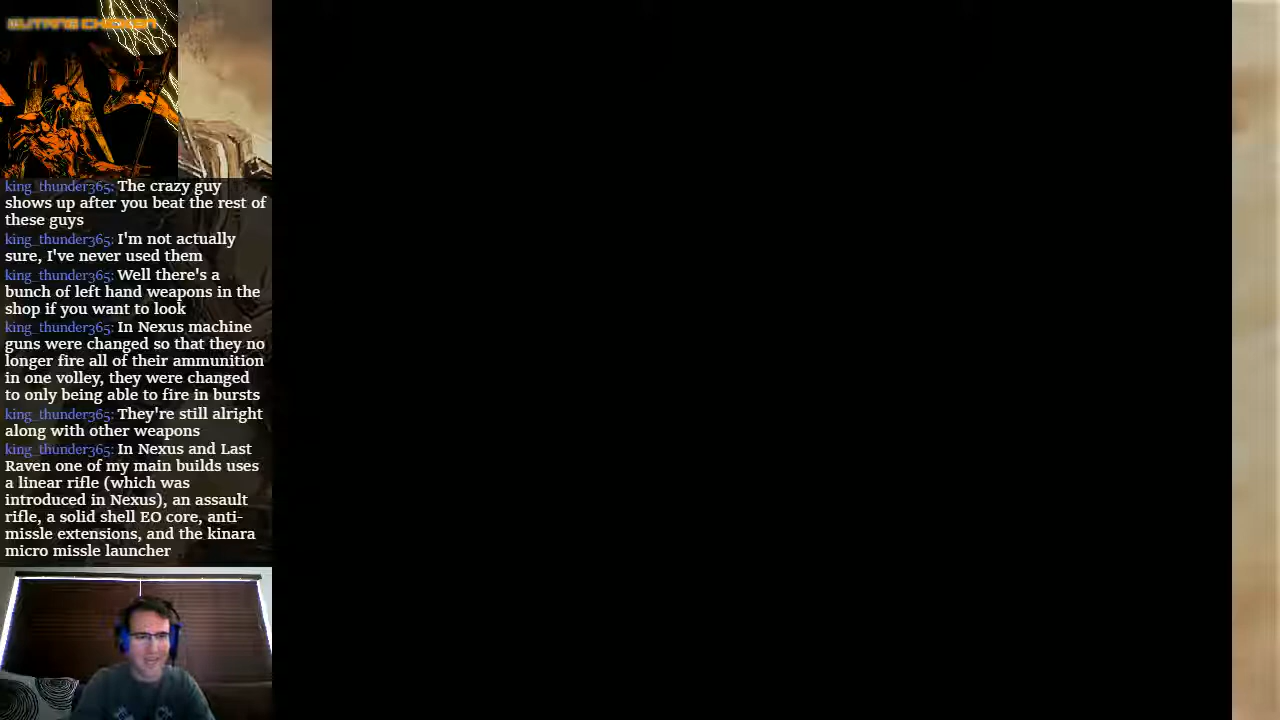 WUTANG CHICKEN
king_thunder365: The crazy guy
shows up after you beat the rest of
these guys
king_thunder365: I'm not actually
sure, I've never used them
king_thunder365: Well there's a
bunch of left hand weapons in the
shop if you want to look
king_thunder365: In Nexus machine
guns were changed so that they no
longer fire all of their ammunition
in one volley, they were changed
to only being able to fire in bursts
king_thunder365: They're still alright
along with other weapons
king_thunder365: In Nexus and Last
Raven one of my main builds uses
a linear rifle (which was
introduced in Nexus), an assault
rifle, a solid shell EO core, anti-
missle extensions, and the kinara
micro missle launcher